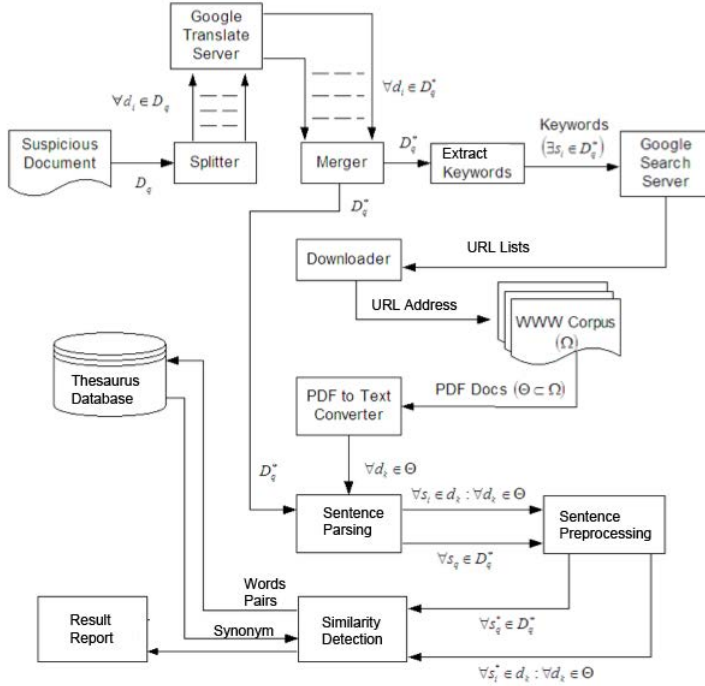 Google
Translate
Server
∀d_i ∈ D_q
∀d_i ∈ D_q^*
Suspicious
Document
D_q
Splitter
Merger
D_q^*
Extract
Keywords
Keywords
(∃s_i ∈ D_q^*)
Google
Search
Server
D_q^*
URL Lists
Downloader
URL Address
WWW Corpus
(Ω)
Thesaurus
Database
PDF to Text
Converter
PDF Docs (Θ ⊂ Ω)
D_q^*
∀d_k ∈ Θ
Sentence
Parsing
∀s_i ∈ d_k : ∀d_k ∈ Θ
∀s_q ∈ D_q^*
Sentence
Preprocessing
Words
Pairs
Result
Report
Synonym
Similarity
Detection
∀s_q^* ∈ D_q^*
∀s_i^* ∈ d_k : ∀d_k ∈ Θ